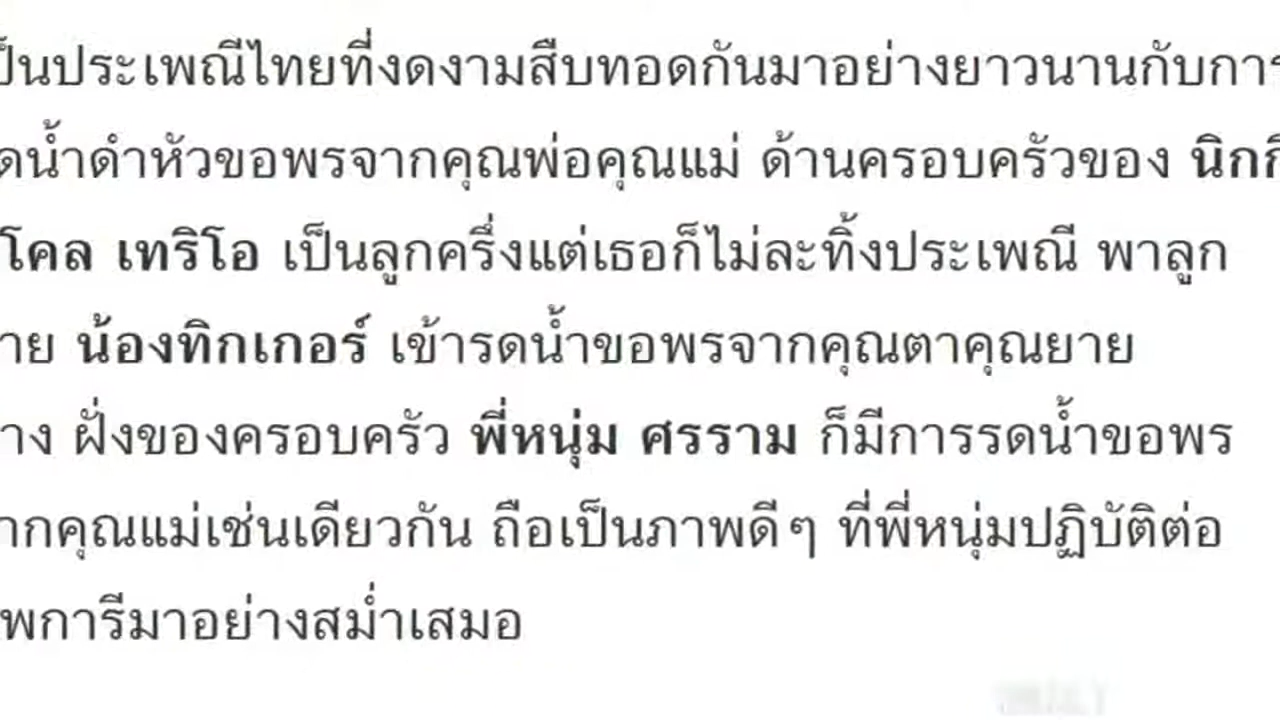 ป็นประเพณีไทยที่งดงามสืบทอดกันมาอย่างยาวนานกับการ
ดน้ำดำหัวขอพรจากคุณพ่อคุณแม่ ด้านครอบครัวของ นิกกี
โคล เทริโอ เป็นลูกครึ่งแต่เธอก็ไม่ละทิ้งประเพณี พาลูก
าย น้องทิกเกอร์ เข้ารดน้ำขอพรจากคุณตาคุณยาย
าง ฝั่งของครอบครัว พี่หนุ่ม ศรราม ก็มีการรดน้ำขอพร
ากคุณแม่เช่นเดียวกัน ถือเป็นภาพดีๆ ที่พี่หนุ่มปฏิบัติต่อ
พการีมาอย่างสม่ำเสมอ